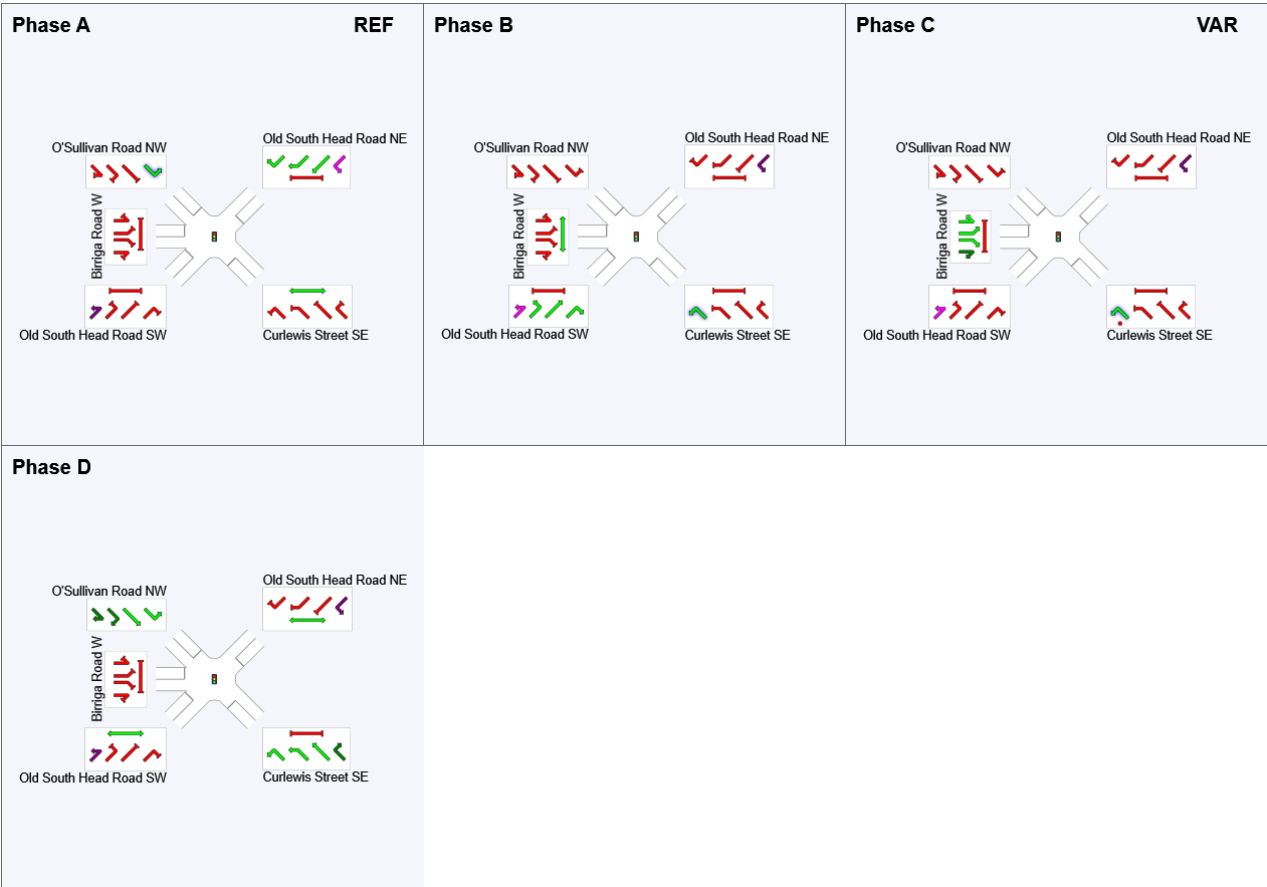 Phase A REF
Old South Head Road NE
O'Sullivan Road NW
Birriga Road W
Old South Head Road SW
Curlewis Street SE
Phase B
Old South Head Road NE
O'Sullivan Road NW
Birriga Road W
Old South Head Road SW
Curlewis Street SE
Phase C VAR
Old South Head Road NE
O'Sullivan Road NW
Birriga Road W
Old South Head Road SW
Curlewis Street SE
Phase D
Old South Head Road NE
O'Sullivan Road NW
Birriga Road W
Old South Head Road SW
Curlewis Street SE